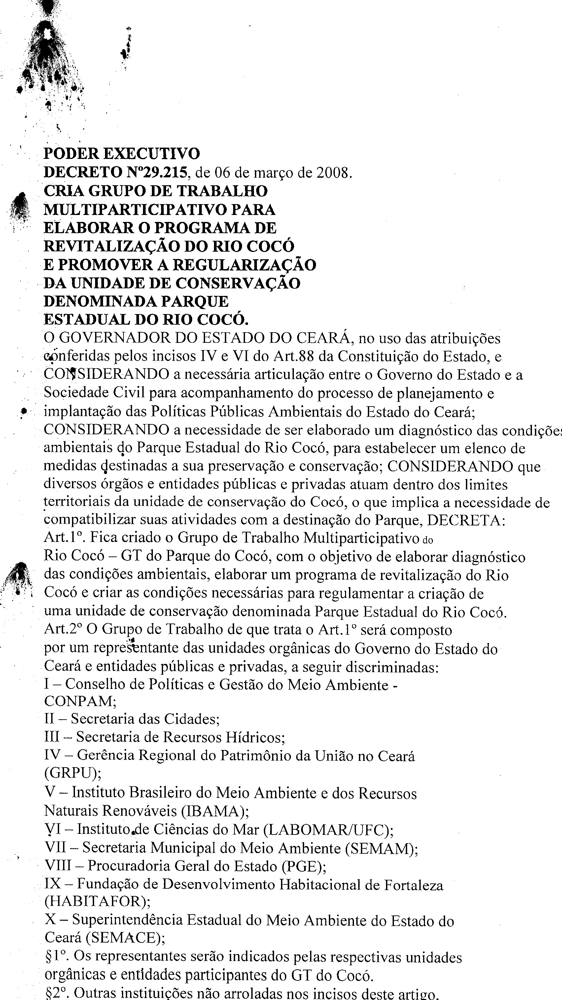 PODER EXECUTIVO
DECRETO Nº29.215, de 06 de março de 2008.
CRIA GRUPO DE TRABALHO
MULTIPARTICIPATIVO PARA
ELABORAR O PROGRAMA DE
REVITALIZAÇÃO DO RIO COCÓ
E PROMOVER A REGULARIZAÇÃO
DA UNIDADE DE CONSERVAÇÃO
DENOMINADA PARQUE
ESTADUAL DO RIO COCÓ.
O GOVERNADOR DO ESTADO DO CEARÁ, no uso das atribuições
conferidas pelos incisos IV e VI do Art.88 da Constituição do Estado, e
CONSIDERANDO a necessária articulação entre o Governo do Estado e a
Sociedade Civil para acompanhamento do processo de planejamento e
implantação das Políticas Públicas Ambientais do Estado do Ceará;
CONSIDERANDO a necessidade de ser elaborado um diagnóstico das condições
ambientais do Parque Estadual do Rio Cocó, para estabelecer um elenco de
medidas destinadas a sua preservação e conservação; CONSIDERANDO que
diversos órgãos e entidades públicas e privadas atuam dentro dos limites
territoriais da unidade de conservação do Cocó, o que implica a necessidade de
compatibilizar suas atividades com a destinação do Parque, DECRETA:
Art.1º. Fica criado o Grupo de Trabalho Multiparticipativo do
Rio Cocó – GT do Parque do Cocó, com o objetivo de elaborar diagnóstico
das condições ambientais, elaborar um programa de revitalização do Rio
Cocó e criar as condições necessárias para regulamentar a criação de
uma unidade de conservação denominada Parque Estadual do Rio Cocó.
Art.2º O Grupo de Trabalho de que trata o Art.1º será composto
por um representante das unidades orgânicas do Governo do Estado do
Ceará e entidades públicas e privadas, a seguir discriminadas:
I – Conselho de Políticas e Gestão do Meio Ambiente -
CONPAM;
II – Secretaria das Cidades;
III – Secretaria de Recursos Hídricos;
IV – Gerência Regional do Patrimônio da União no Ceará
(GRPU);
V – Instituto Brasileiro do Meio Ambiente e dos Recursos
Naturais Renováveis (IBAMA);
VI – Instituto de Ciências do Mar (LABOMAR/UFC);
VII – Secretaria Municipal do Meio Ambiente (SEMAM);
VIII – Procuradoria Geral do Estado (PGE);
IX – Fundação de Desenvolvimento Habitacional de Fortaleza
(HABITAFOR);
X – Superintendência Estadual do Meio Ambiente do Estado do
Ceará (SEMACE);
§1º. Os representantes serão indicados pelas respectivas unidades
orgânicas e entidades participantes do GT do Cocó.
§2º. Outras instituições não arroladas nos incisos deste artigo,